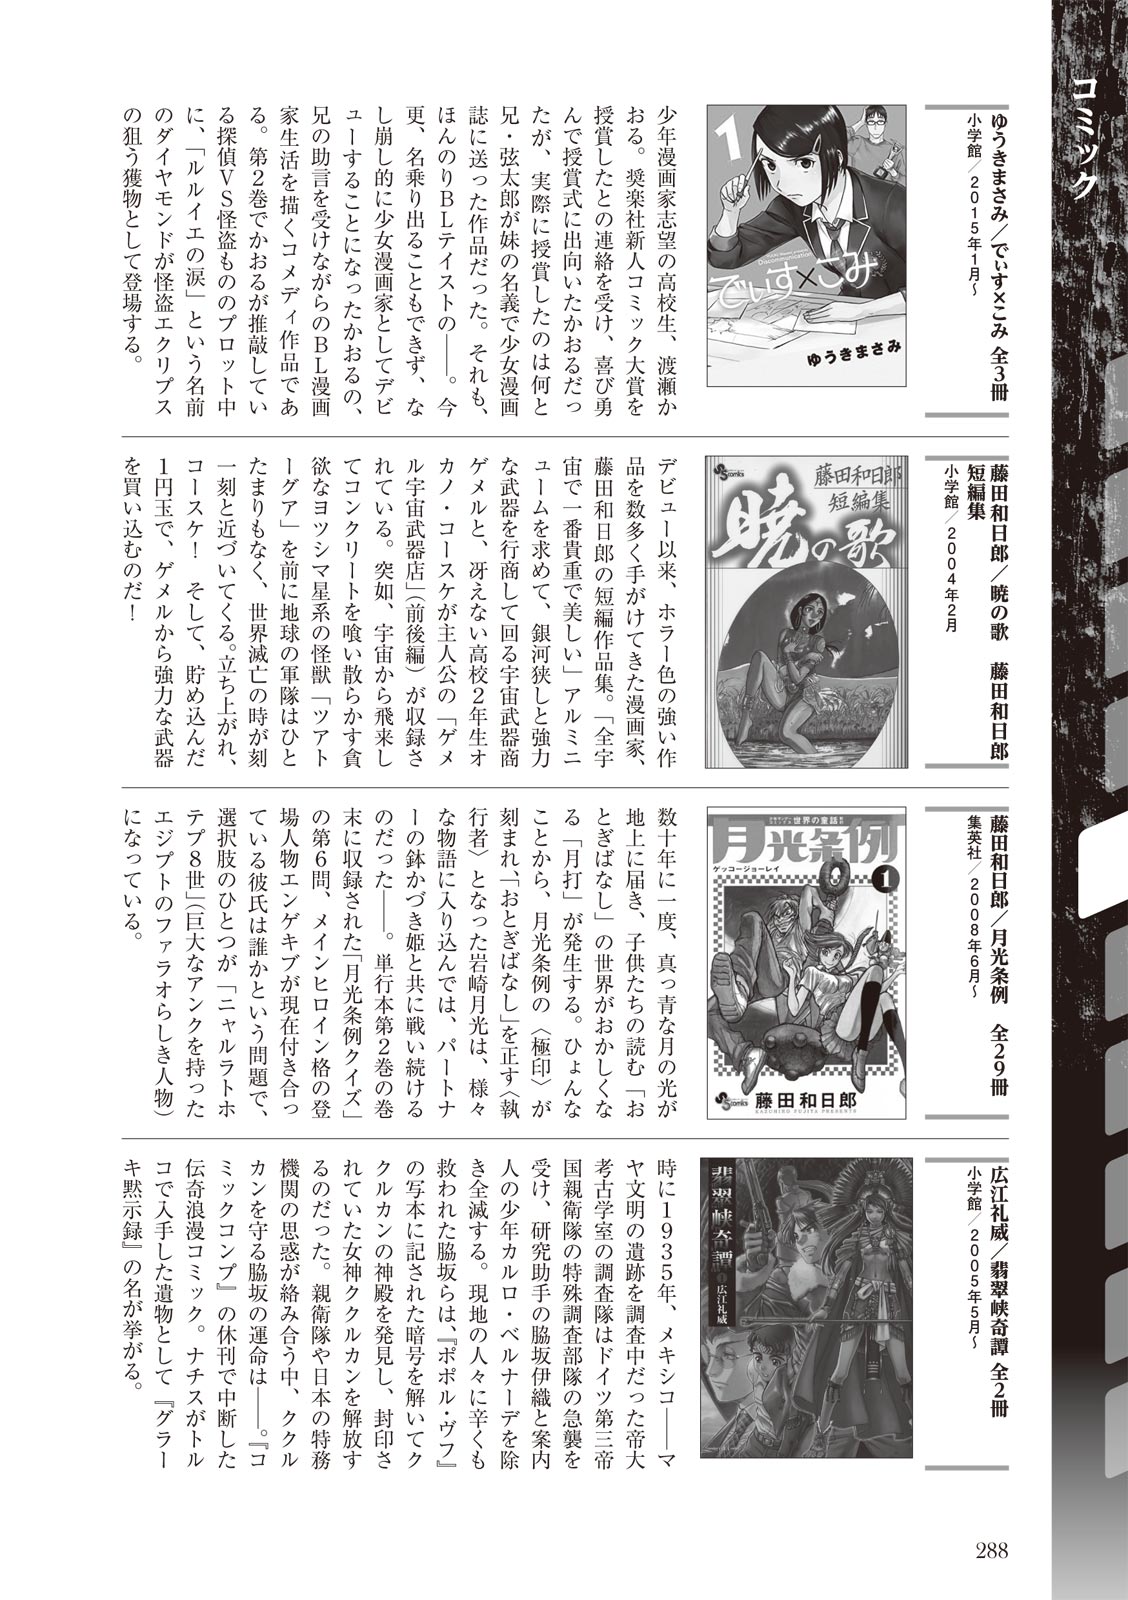 コミック
ゆうきまさみ／でぃす×こみ 全3冊
小学館／2015年1月～
1
Discommunication
でぃす×こみ
ゆうきまさみ
少年漫画家志望の高校生、渡瀬か
おる。奨楽社新人コミック大賞を
授賞したとの連絡を受け、喜び勇
んで授賞式に出向いたかおるだっ
たが、実際に授賞したのは何と
兄・弦太郎が妹の名義で少女漫画
誌に送った作品だった。それも、
ほんのりBLテイストの――。今
更、名乗り出ることもできず、な
し崩し的に少女漫画家としてデビ
ューすることになったかおるの、
兄の助言を受けながらのBL漫画
家生活を描くコメディ作品であ
る。第2巻でかおるが推敲してい
る探偵VS怪盗もののプロット中
に、「ルルイエの涙」という名前
のダイヤモンドが怪盗エクリプス
の狙う獲物として登場する。
藤田和日郎／暁の歌　藤田和日郎
短編集
小学館／2004年2月
藤田和日郎
短編集
暁の歌
デビュー以来、ホラー色の強い作
品を数多く手がけてきた漫画家、
藤田和日郎の短編作品集。「全宇
宙で一番貴重で美しい」アルミニ
ュームを求めて、銀河狭しと強力
な武器を行商して回る宇宙武器商
ゲメルと、冴えない高校2年生オ
カノ・コースケが主人公の「ゲメ
ル宇宙武器店」（前後編）が収録さ
れている。突如、宇宙から飛来し
てコンクリートを喰い散らかす貪
欲なヨツシマ星系の怪獣「ツアト
ーグア」を前に地球の軍隊はひと
たまりもなく、世界滅亡の時が刻
一刻と近づいてくる。立ち上がれ、
コースケ！　そして、貯め込んだ
1円玉で、ゲメルから強力な武器
を買い込むのだ！
藤田和日郎／月光条例　全29冊
集英社／2008年6月～
世界の童話
月光条例
ゲッコージョーレイ
1
藤田和日郎
KAZUHIRO FUJITA PRESENTS
数十年に一度、真っ青な月の光が
地上に届き、子供たちの読む「お
とぎばなし」の世界がおかしくな
る「月打」が発生する。ひょんな
ことから、月光条例の〈極印〉が
刻まれ、「おとぎばなし」を正す〈執
行者〉となった岩崎月光は、様々
な物語に入り込んでは、パートナ
ーの鉢かづき姫と共に戦い続ける
のだった――。単行本第2巻の巻
末に収録された「月光条例クイズ」
の第6問、メインヒロイン格の登
場人物エンゲキブが現在付き合っ
ている彼氏は誰かという問題で、
選択肢のひとつが「ニャルラトホ
テプ8世」（巨大なアンクを持った
エジプトのファラオらしき人物）
になっている。
広江礼威／翡翠峡奇譚 全2冊
小学館／2005年5月～
翡翠峡奇譚
広江礼威
時に1935年、メキシコ――マ
ヤ文明の遺跡を調査中だった帝大
考古学室の調査隊はドイツ第三帝
国親衛隊の特殊調査部隊の急襲を
受け、研究助手の脇坂伊織と案内
人の少年カルロ・ベルナーデを除
き全滅する。現地の人々に辛くも
救われた脇坂らは、『ポポル・ヴフ』
の写本に記された暗号を解いてク
クルカンの神殿を発見し、封印さ
れていた女神ククルカンを解放す
るのだった。親衛隊や日本の特務
機関の思惑が絡み合う中、ククル
カンを守る脇坂の運命は――。『コ
ミックコンプ』の休刊で中断した
伝奇浪漫コミック。ナチスがトル
コで入手した遺物として『グラー
キ黙示録』の名が挙がる。
288